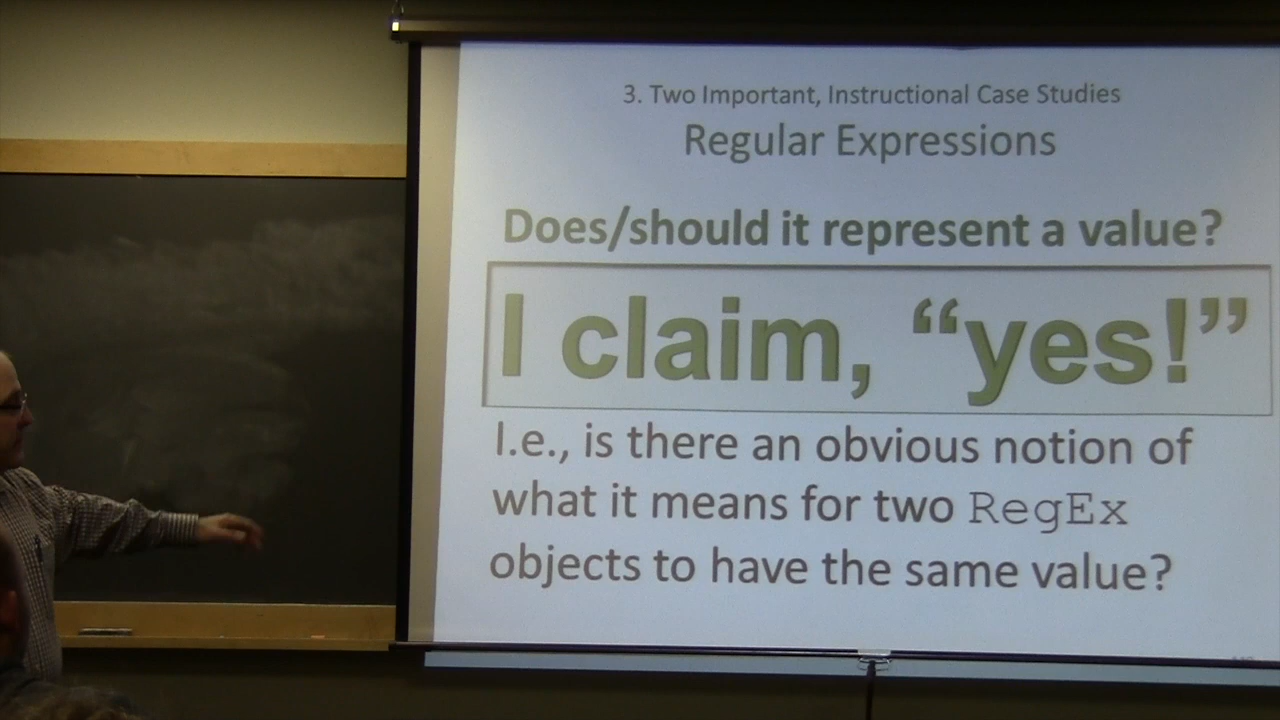 3. Two Important, Instructional Case Studies
Regular Expressions
Does/should it represent a value?
I claim, “yes!”
I.e., is there an obvious notion of
what it means for two RegEx
objects to have the same value?